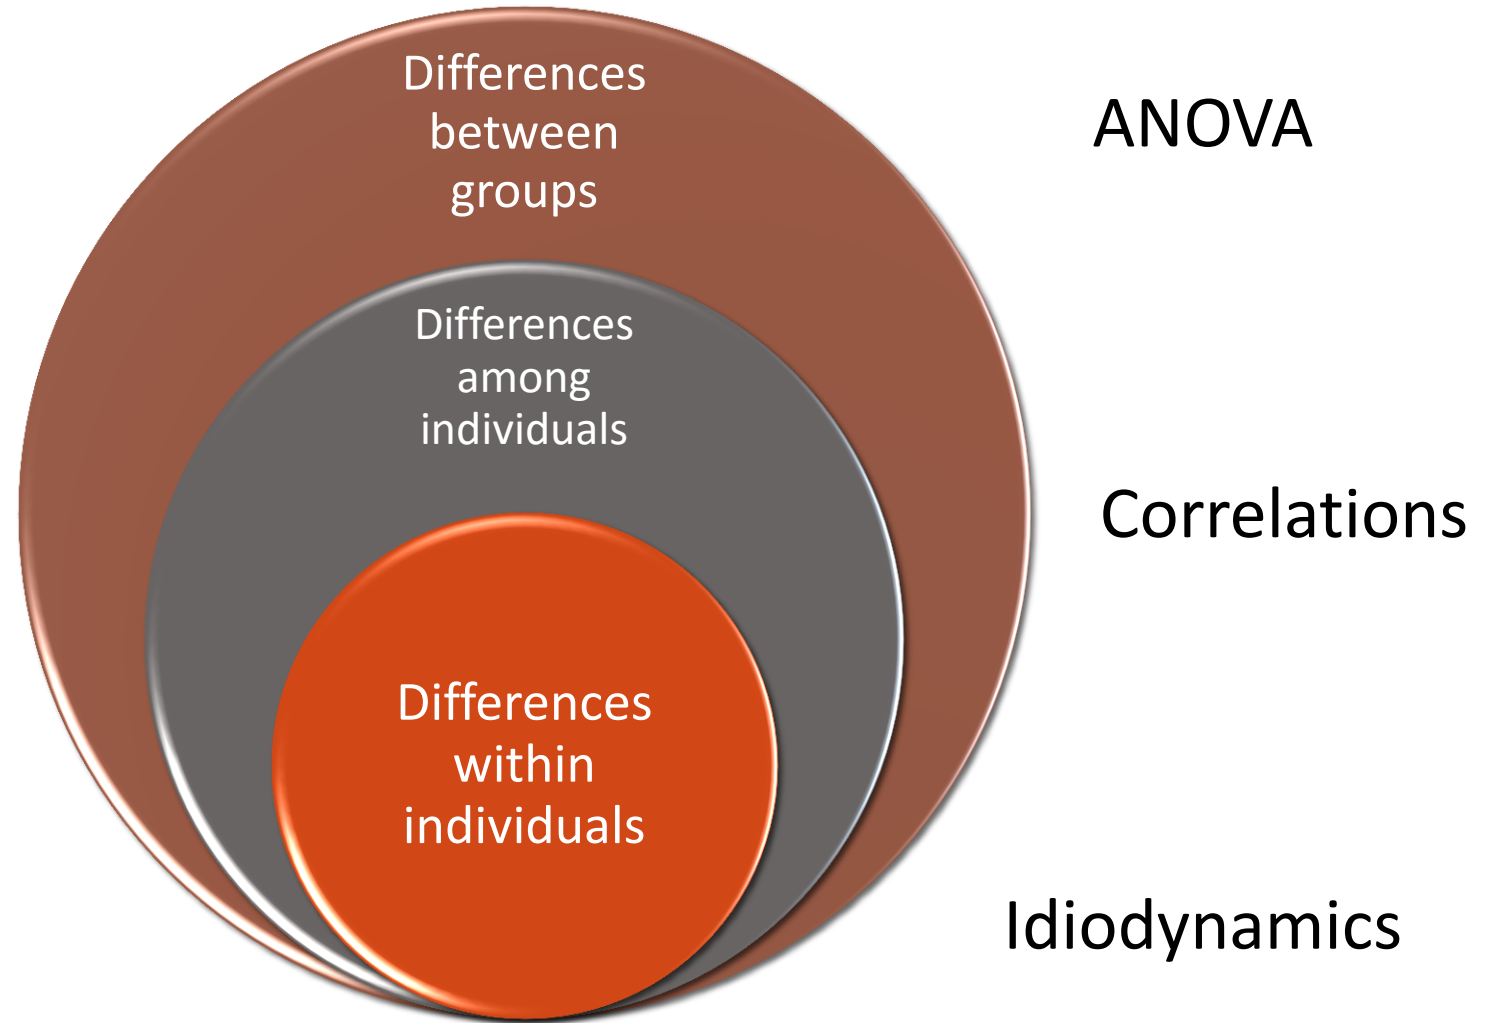 Differences
between
groups
ANOVA
Differences
among
individuals
Correlations
Differences
within
individuals
Idiodynamics